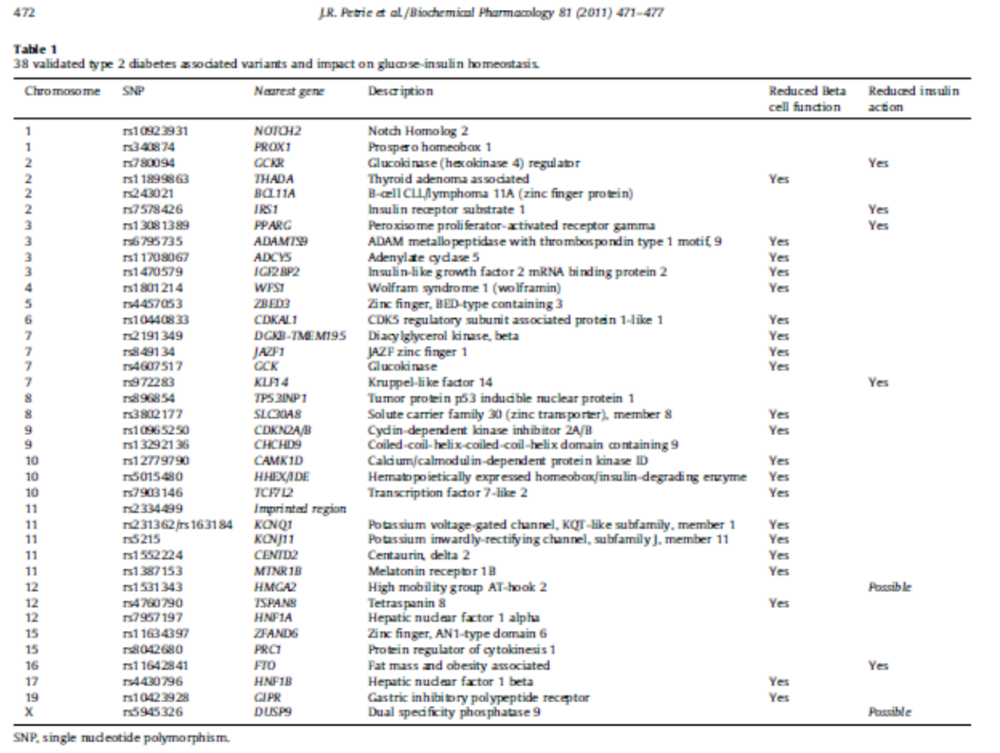 472 J.R. Petrie et al./Biochemical Pharmacology 81 (2011) 471–477
Table 1
38 validated type 2 diabetes associated variants and impact on glucose-insulin homeostasis.
Chromosome SNP Nearest gene Description Reduced Beta cell function Reduced insulin action
1 rs10923931 NOTCH2 Notch Homolog 2
1 rs340874 PROX1 Prospero homeobox 1
2 rs780094 GCKR Glucokinase (hexokinase 4) regulator Yes
2 rs11899863 THADA Thyroid adenoma associated Yes
2 rs243021 BCL11A B-cell CLL/lymphoma 11A (zinc finger protein)
2 rs7578426 IRS1 Insulin receptor substrate 1 Yes
3 rs13081389 PPARG Peroxisome proliferator-activated receptor gamma Yes
3 rs6795735 ADAMTS9 ADAM metallopeptidase with thrombospondin type 1 motif, 9 Yes
3 rs11708067 ADCY5 Adenylate cyclase 5 Yes
3 rs1470579 IGF2BP2 Insulin-like growth factor 2 mRNA binding protein 2 Yes
4 rs1801214 WFS1 Wolfram syndrome 1 (wolframin) Yes
5 rs4457053 ZBED3 Zinc finger, BED-type containing 3
6 rs10440833 CDKAL1 CDK5 regulatory subunit associated protein 1-like 1 Yes
7 rs2191349 DGKB-TMEM195 Diacylglycerol kinase, beta Yes
7 rs849134 JAZF1 JAZF zinc finger 1 Yes
7 rs4607517 GCK Glucokinase Yes
7 rs972283 KLF14 Kruppel-like factor 14 Yes
8 rs896854 TP53INP1 Tumor protein p53 inducible nuclear protein 1
8 rs3802177 SLC30A8 Solute carrier family 30 (zinc transporter), member 8 Yes
9 rs10965250 CDKN2A/B Cyclin-dependent kinase inhibitor 2A/B Yes
9 rs13292136 CHCHD9 Coiled-coil-helix-coiled-coil-helix domain containing 9
10 rs12779790 CAMK1D Calcium/calmodulin-dependent protein kinase ID Yes
10 rs5015480 HHEX/IDE Hematopoietically expressed homeobox/insulin-degrading enzyme Yes
10 rs7903146 TCF7L2 Transcription factor 7-like 2 Yes
11 rs2334499 Imprinted region
11 rs231362/rs163184 KCNQ1 Potassium voltage-gated channel, KQT-like subfamily, member 1 Yes
11 rs5215 KCNJ11 Potassium inwardly-rectifying channel, subfamily J, member 11 Yes
11 rs1552224 CENTD2 Centaurin, delta 2 Yes
11 rs1387153 MTNR1B Melatonin receptor 1B Yes
12 rs1531343 HMGA2 High mobility group AT-hook 2 Possible
12 rs4760790 TSPAN8 Tetraspanin 8 Yes
12 rs7957197 HNF1A Hepatic nuclear factor 1 alpha
15 rs11634397 ZFAND6 Zinc finger, AN1-type domain 6
15 rs8042680 PRC1 Protein regulator of cytokinesis 1
16 rs11642841 FTO Fat mass and obesity associated Yes
17 rs4430796 HNF1B Hepatic nuclear factor 1 beta Yes
19 rs10423928 GIPR Gastric inhibitory polypeptide receptor Yes
X rs5945326 DUSP9 Dual specificity phosphatase 9 Possible
SNP, single nucleotide polymorphism.